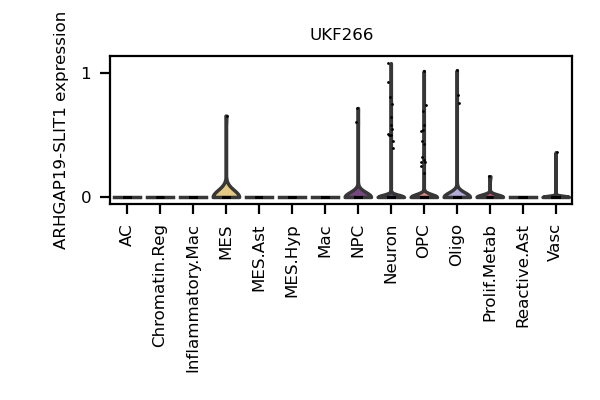 UKF266
ARHGAP19-SLIT1 expression
1
0
AC
Chromatin.Reg
Inflammatory.Mac
MES
MES.Ast
MES.Hyp
Mac
NPC
Neuron
OPC
Oligo
Prolif.Metab
Reactive.Ast
Vasc